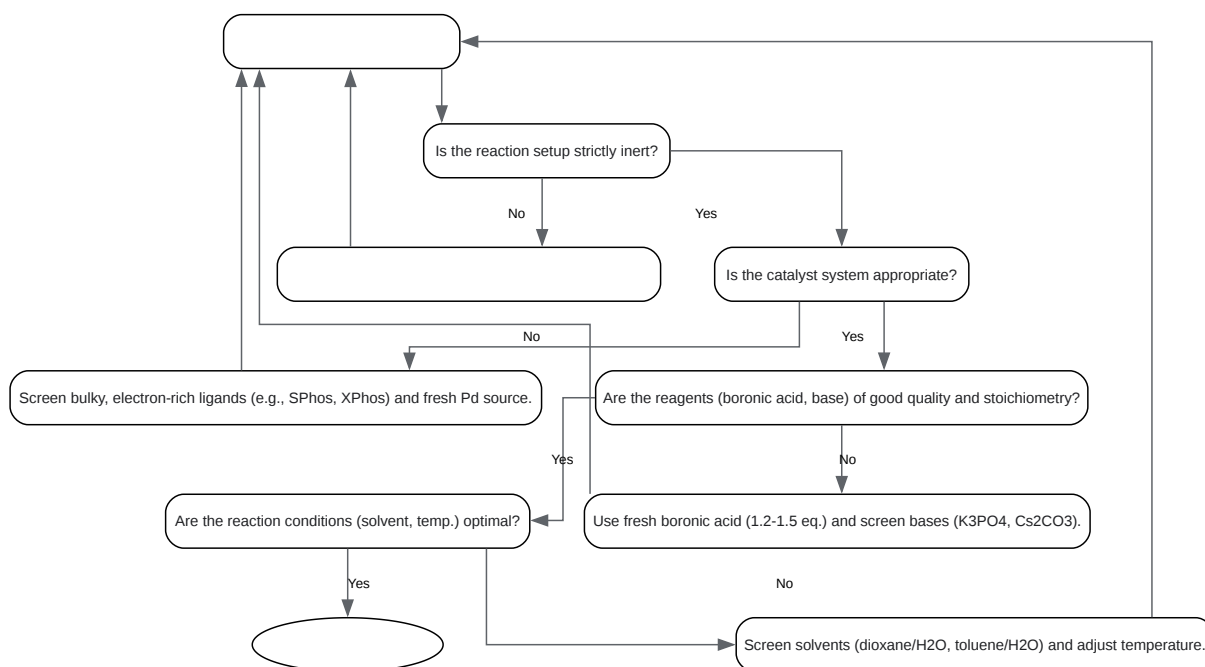 Is the reaction setup strictly inert?
No
Yes
Is the catalyst system appropriate?
No
Yes
Screen bulky, electron-rich ligands (e.g., SPhos, XPhos) and fresh Pd source.
Are the reagents (boronic acid, base) of good quality and stoichiometry?
Yes
No
Are the reaction conditions (solvent, temp.) optimal?
Use fresh boronic acid (1.2-1.5 eq.) and screen bases (K3PO4, Cs2CO3).
Yes
No
Screen solvents (dioxane/H2O, toluene/H2O) and adjust temperature.